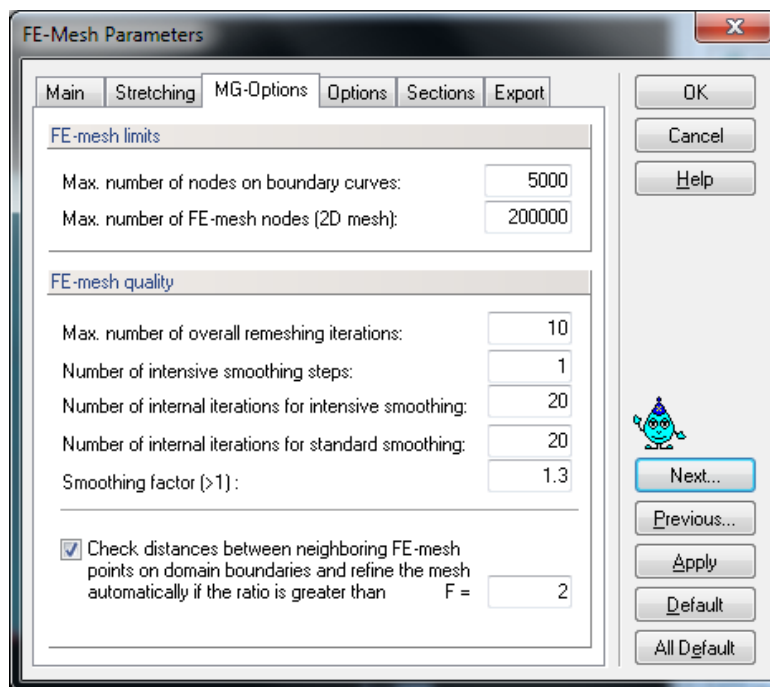 FE-Mesh Parameters
Main Stretching MG-Options Options Sections Export
FE-mesh limits
Max. number of nodes on boundary curves: 5000
Max. number of FE-mesh nodes (2D mesh): 200000
FE-mesh quality
Max. number of overall remeshing iterations: 10
Number of intensive smoothing steps: 1
Number of internal iterations for intensive smoothing: 20
Number of internal iterations for standard smoothing: 20
Smoothing factor (>1) : 1.3
Check distances between neighboring FE-mesh
points on domain boundaries and refine the mesh
automatically if the ratio is greater than F = 2
OK
Cancel
Help
Next...
Previous...
Apply
Default
All Default